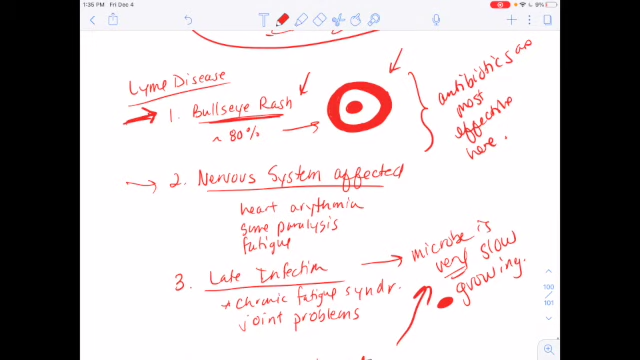 1:35 PM Fri Dec 4
9%
Lyme Disease
1. Bullseye Rash
~ 80%
antibiotics are
most
effective
here.
2. Nervous System affected
heart arythmia
some paralysis
fatigue
3. Late Infection
* chronic fatigue syndr.
joint problems
microbe is
very slow
growing.
100
101